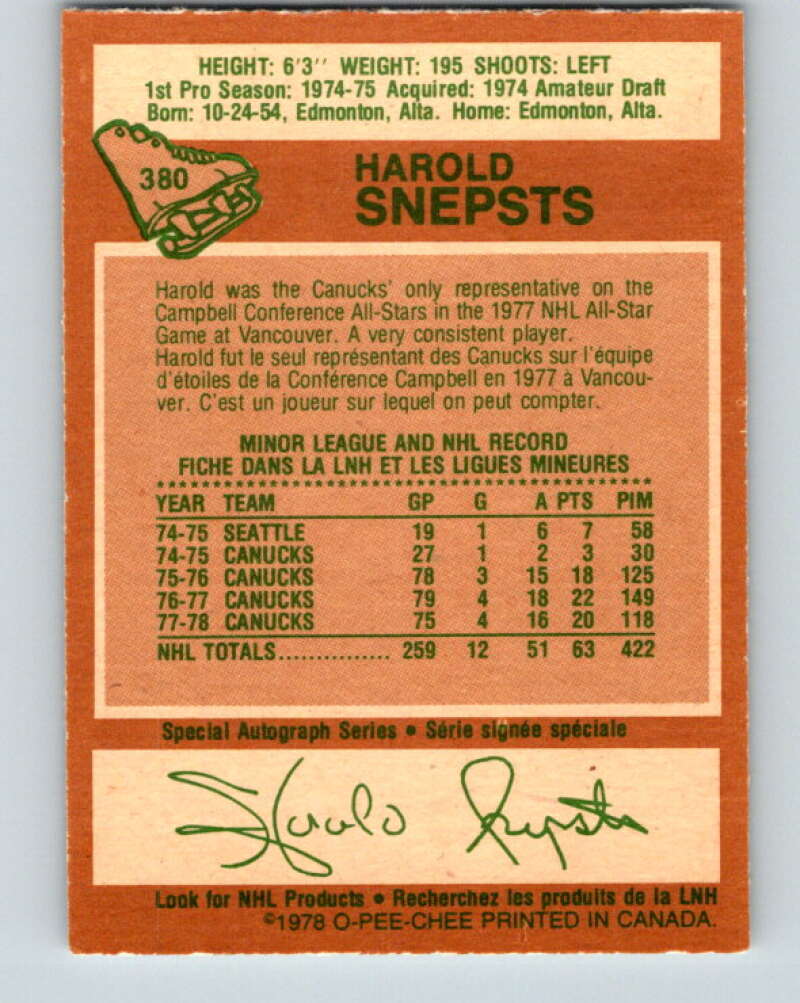 HEIGHT: 6'3'' WEIGHT: 195 SHOOTS: LEFT
1st Pro Season: 1974-75 Acquired: 1974 Amateur Draft
Born: 10-24-54, Edmonton, Alta. Home: Edmonton, Alta.
380
HAROLD
SNEPSTS
Harold was the Canucks' only representative on the
Campbell Conference All-Stars in the 1977 NHL All-Star
Game at Vancouver. A very consistent player.
Harold fut le seul représentant des Canucks sur l'équipe
d'étoiles de la Conférence Campbell en 1977 à Vancou-
ver. C'est un joueur sur lequel on peut compter.
MINOR LEAGUE AND NHL RECORD
FICHE DANS LA LNH ET LES LIGUES MINEURES
YEAR TEAM GP G A PTS PIM
74-75 SEATTLE 19 1 6 7 58
74-75 CANUCKS 27 1 2 3 30
75-76 CANUCKS 78 3 15 18 125
76-77 CANUCKS 79 4 18 22 149
77-78 CANUCKS 75 4 16 20 118
NHL TOTALS............... 259 12 51 63 422
Special Autograph Series • Série signée spéciale
Harold Snepsts
Look for NHL Products • Recherchez les produits de la LNH
©1978 O-PEE-CHEE PRINTED IN CANADA.